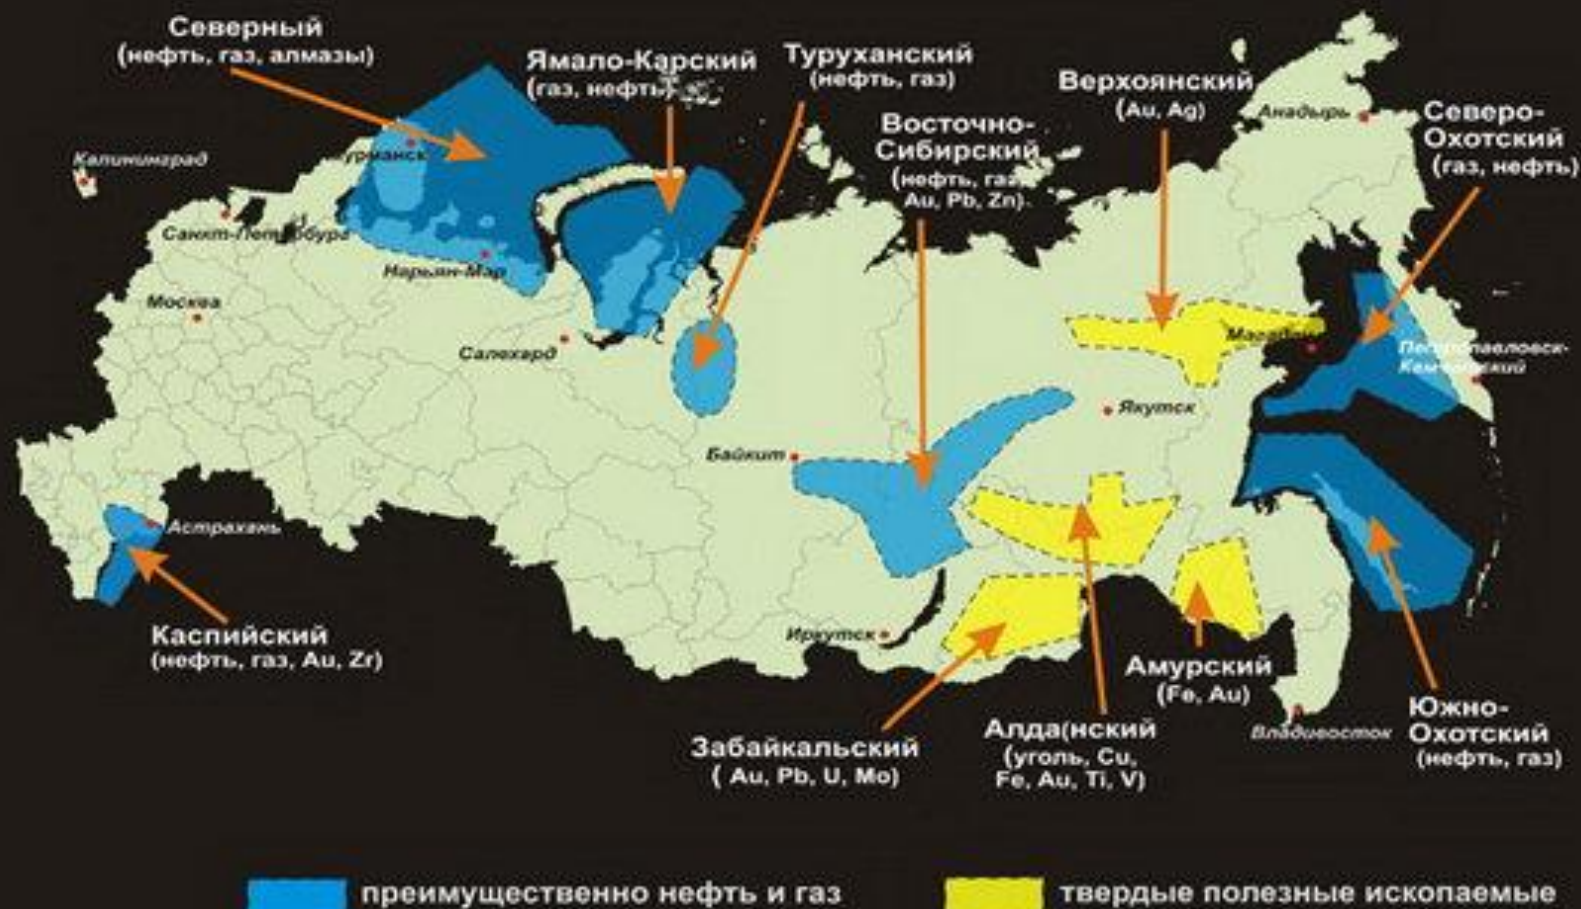 Северный
(нефть, газ, алмазы)
Ямало-Карский
(газ, нефть)
Туруханский
(нефть, газ)
Верхоянский
(Au, Ag)
Восточно-
Сибирский
(нефть, газ,
Au, Pb, Zn)
Северо-
Охотский
(газ, нефть)
Анадырь
Калининград
Мурманск
Санкт-Петербург
Нарьян-Мар
Москва
Салехард
Магадан
Петропавловск-
Камчатский
Якутск
Байкит
Астрахань
Каспийский
(нефть, газ, Au, Zr)
Иркутск
Забайкальский
( Au, Pb, U, Mo)
Алда(нский
(уголь, Cu,
Fe, Au, Ti, V)
Амурский
(Fe, Au)
Владивосток
Южно-
Охотский
(нефть, газ)
преимущественно нефть и газ
твердые полезные ископаемые